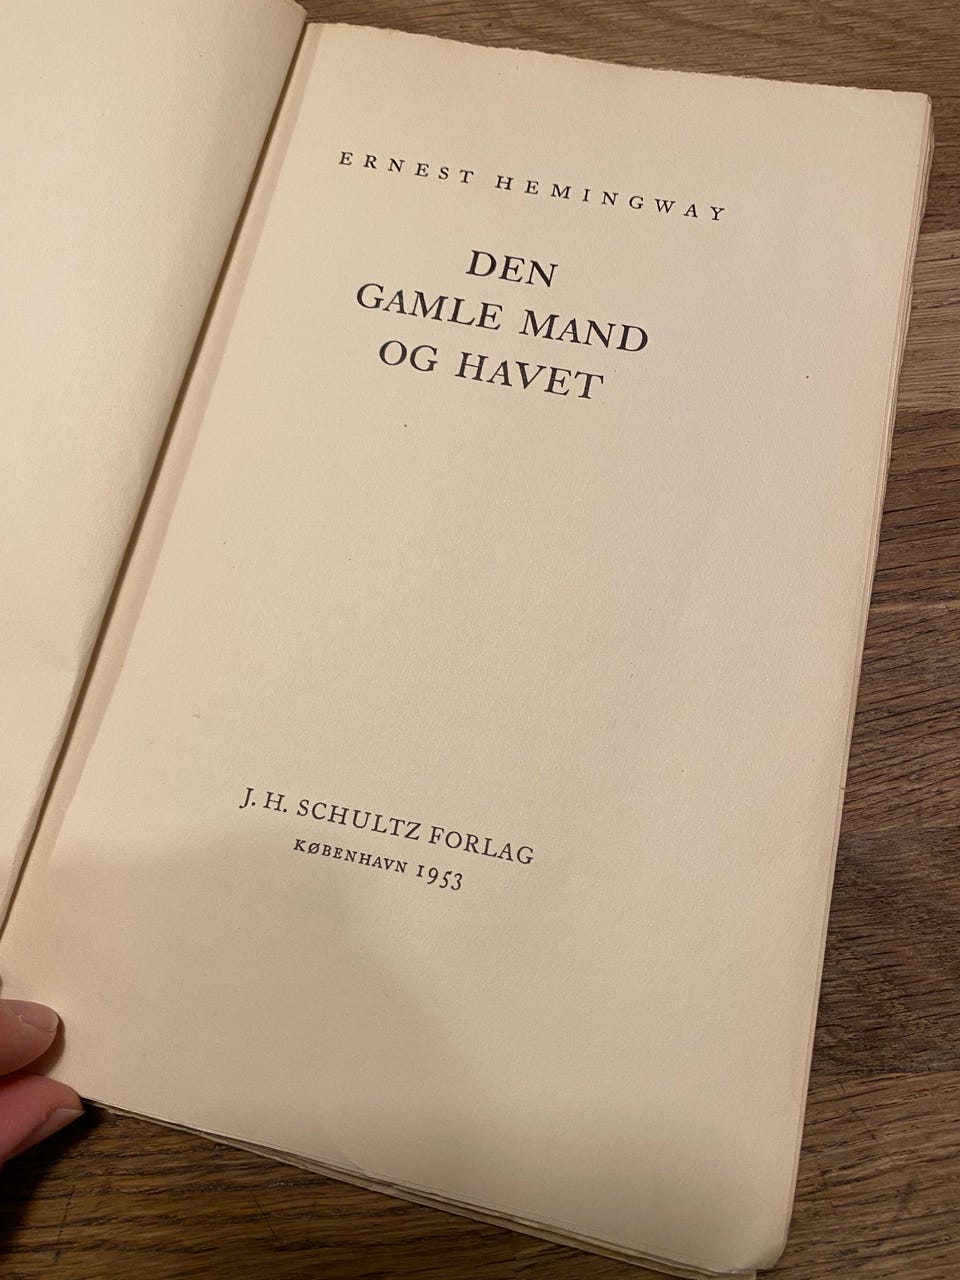 ERNEST HEMINGWAY
DEN
GAMLE MAND
OG HAVET
J. H. SCHULTZ FORLAG
KØBENHAVN 1953